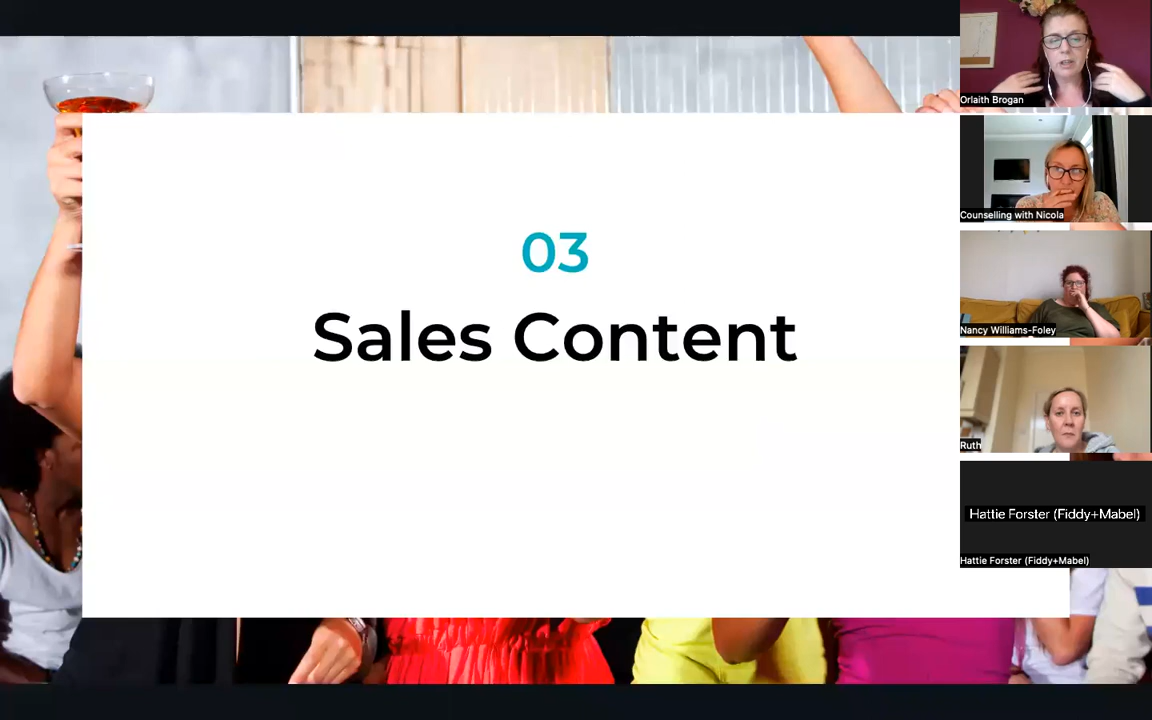 03
Sales Content
Orlaith Brogan
Counselling with Nicola
Nancy Williams-Foley
Ruth
Hattie Forster (Fiddy+Mabel)
Hattie Forster (Fiddy+Mabel)